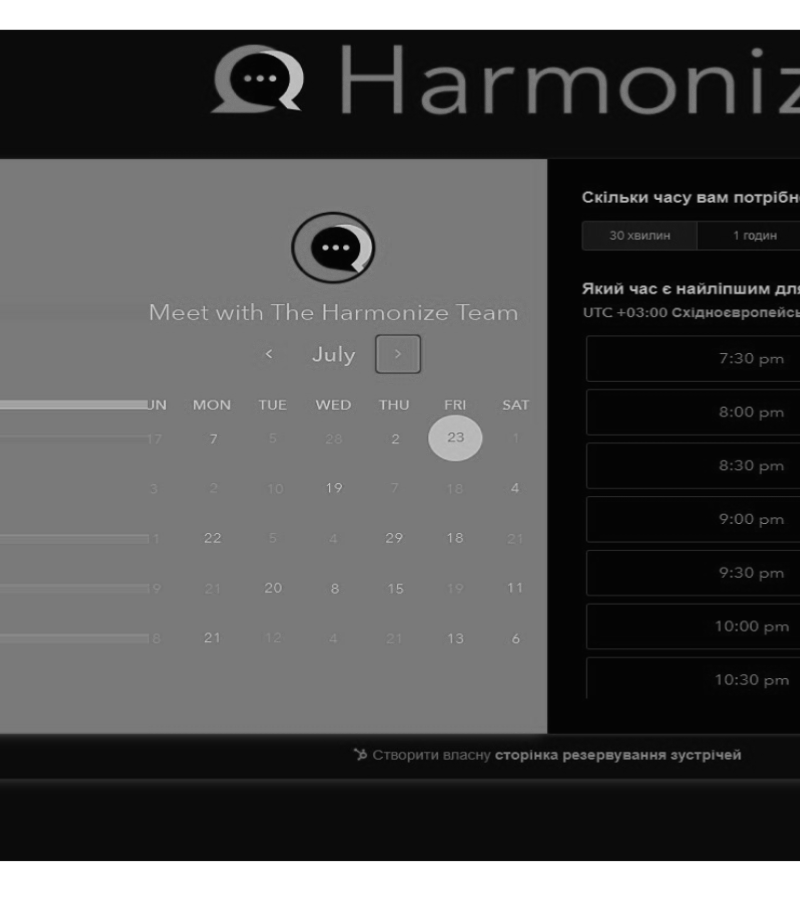 Harmoniz
Meet with The Harmonize Team
July
UN MON TUE WED THU FRI SAT
17 7 5 28 2 23 1
3 2 10 19 7 18 4
1 22 5 4 29 18 21
9 21 20 8 15 19 11
8 21 12 4 21 13 6
Скільки часу вам потрібн
30 хвилин 1 годин
Який час є найліпшим для
UTC +03:00 Східноєвропейсь
7:30 pm
8:00 pm
8:30 pm
9:00 pm
9:30 pm
10:00 pm
10:30 pm
Створити власну сторінка резервування зустрічей